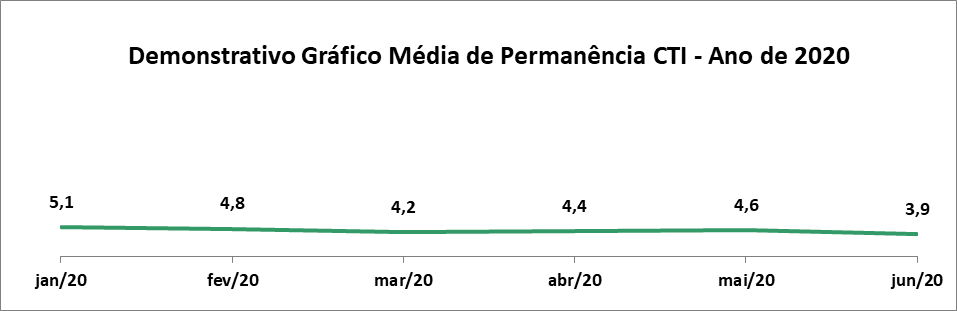 Demonstrativo Gráfico Média de Permanência CTI - Ano de 2020
5,1 4,8 4,2 4,4 4,6 3,9
jan/20 fev/20 mar/20 abr/20 mai/20 jun/20